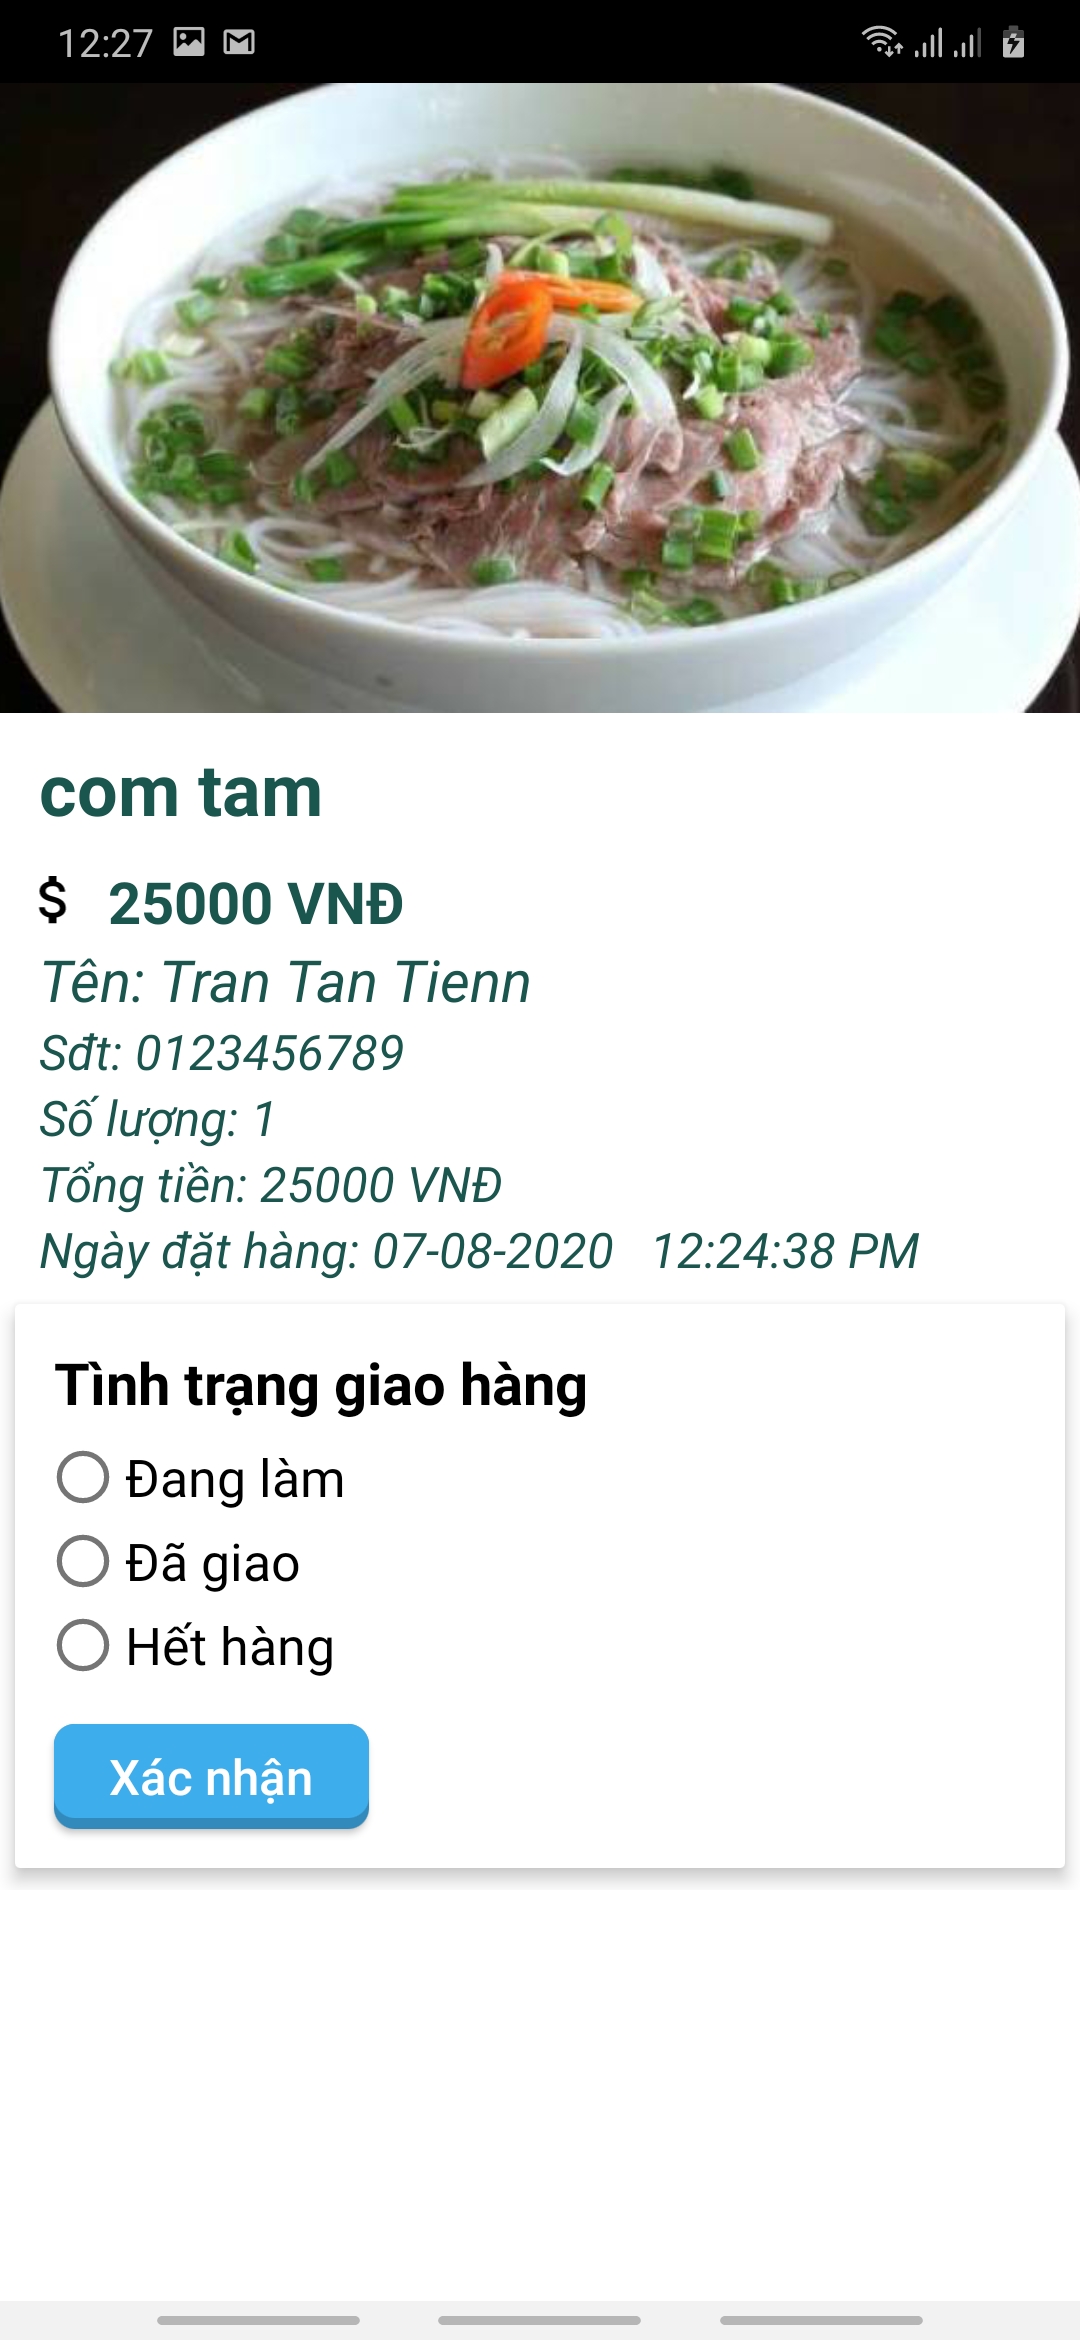 12:27
com tam
$ 25000 VNĐ
Tên: Tran Tan Tienn
Sđt: 0123456789
Số lượng: 1
Tổng tiền: 25000 VNĐ
Ngày đặt hàng: 07-08-2020 12:24:38 PM
Tình trạng giao hàng
Đang làm
Đã giao
Hết hàng
Xác nhận